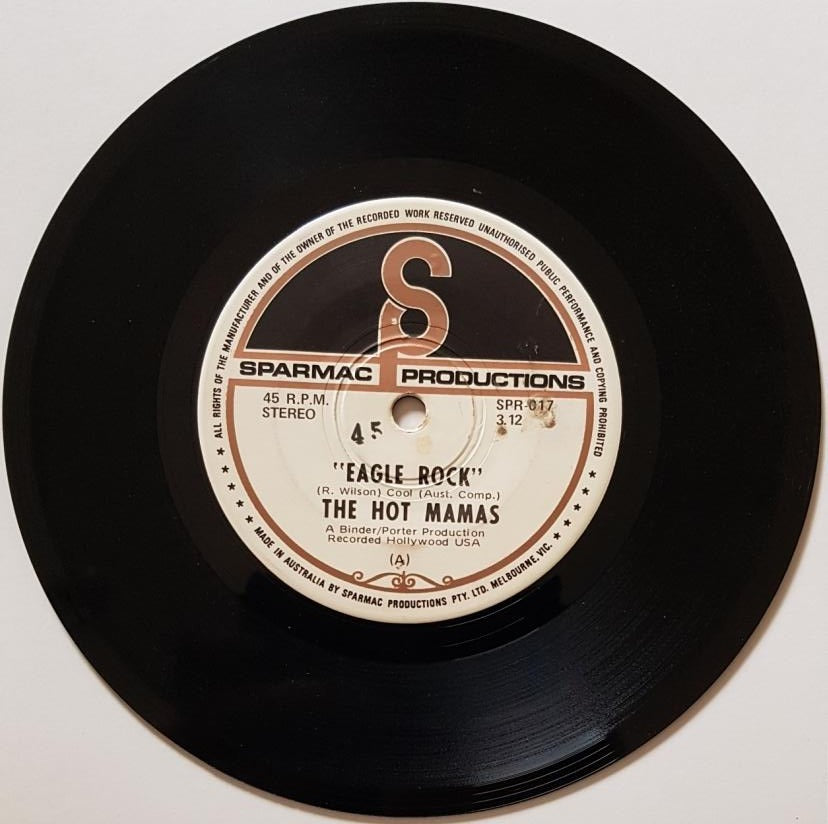 ALL RIGHTS OF THE MANUFACTURER AND OF THE OWNER OF THE RECORDED WORK RESERVED UNAUTHORISED PUBLIC PERFORMANCE AND COPYING PROHIBITED
S
SPARMAC PRODUCTIONS
45 R.P.M.
STEREO
SPR-017
3.12
45
"EAGLE ROCK"
(R. Wilson) Cool (Aust. Comp.)
THE HOT MAMAS
A Binder/Porter Production
Recorded Hollywood USA
(A)
MADE IN AUSTRALIA BY SPARMAC PRODUCTIONS PTY. LTD. MELBOURNE, VIC.